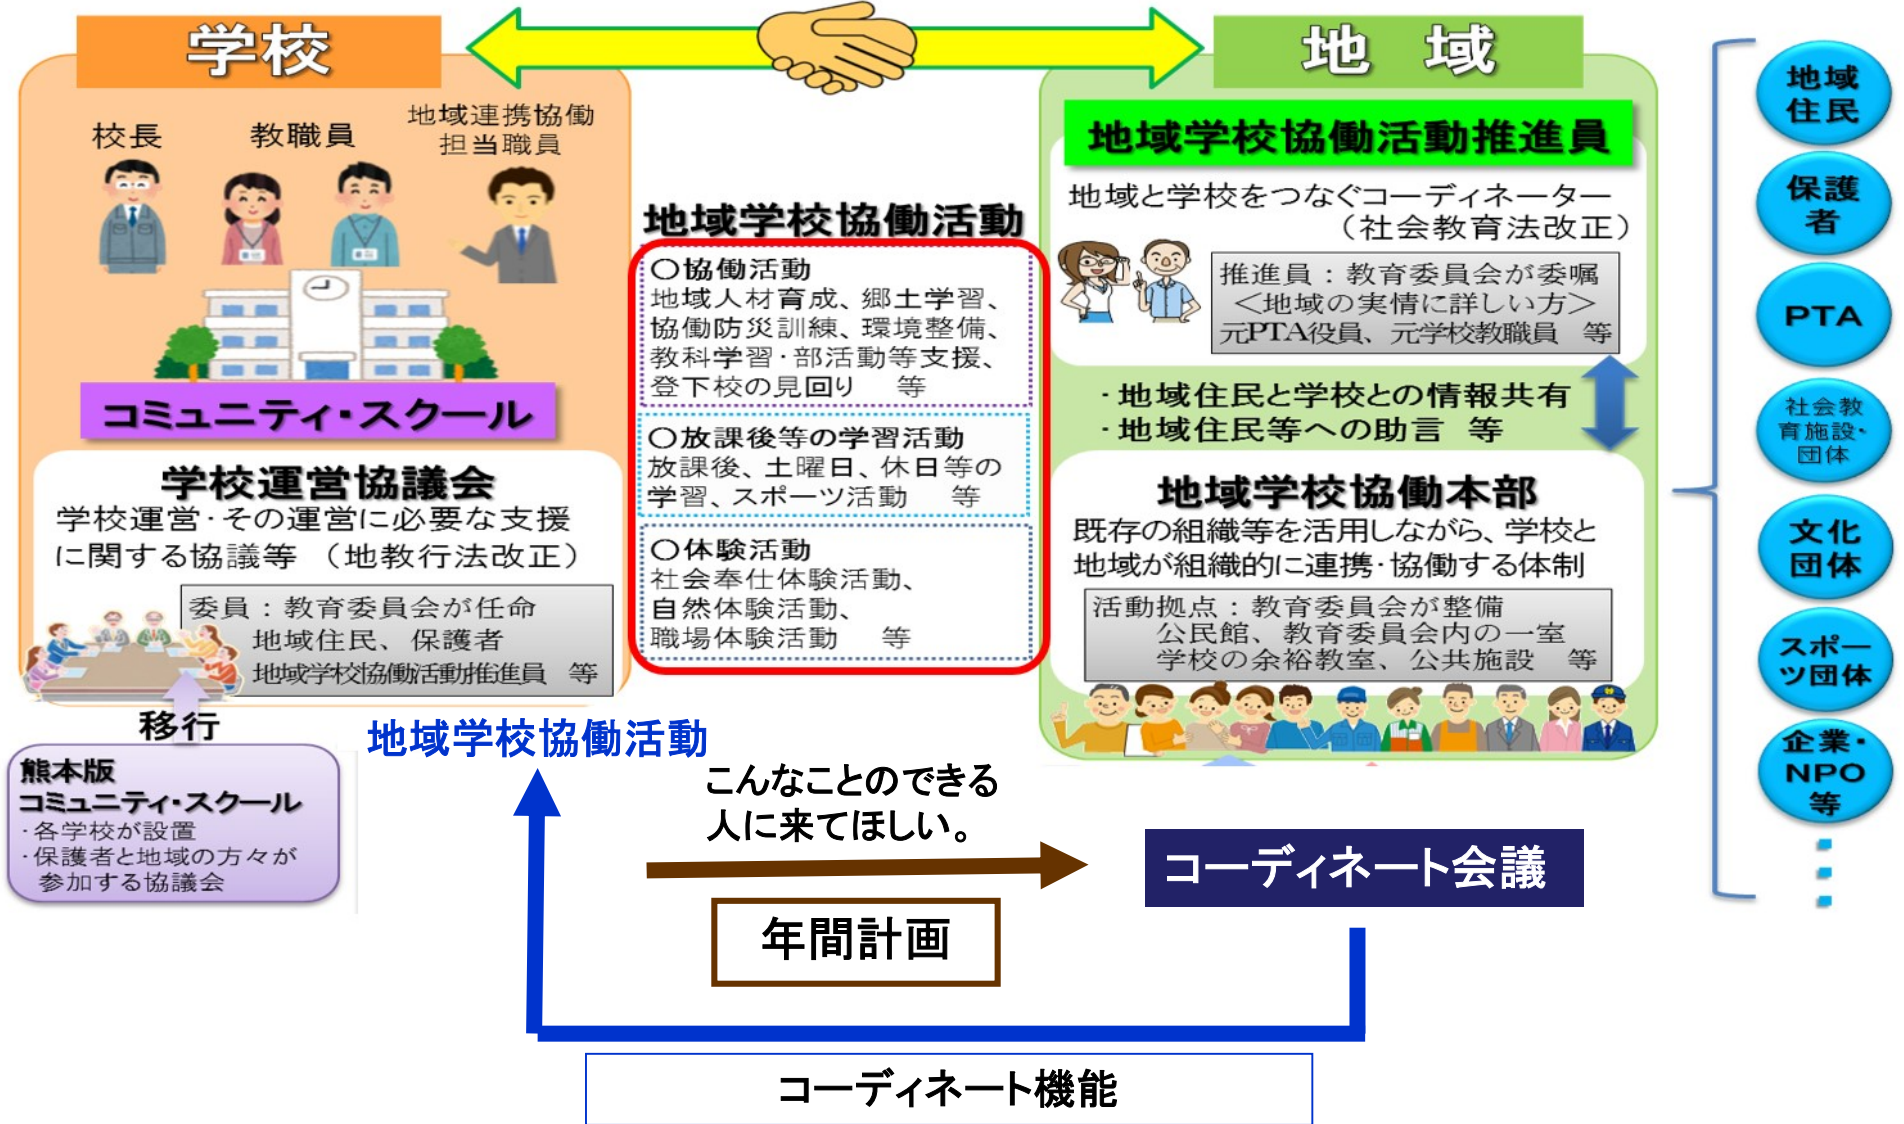 学校
校長
教職員
地域連携協働
担当職員
コミュニティ・スクール
学校運営協議会
学校運営・その運営に必要な支援
に関する協議等 （地教行法改正）
委員：教育委員会が任命
地域住民、保護者
地域学校協働活動推進員 等
移行
熊本版
コミュニティ・スクール
・各学校が設置
・保護者と地域の方々が
参加する協議会
地域学校協働活動
〇協働活動
地域人材育成、郷土学習、
協働防災訓練、環境整備、
教科学習・部活動等支援、
登下校の見回り 等
〇放課後等の学習活動
放課後、土曜日、休日等の
学習、スポーツ活動 等
〇体験活動
社会奉仕体験活動、
自然体験活動、
職場体験活動 等
地 域
地域学校協働活動推進員
地域と学校をつなぐコーディネーター
（社会教育法改正）
推進員：教育委員会が委嘱
＜地域の実情に詳しい方＞
元PTA役員、元学校教職員 等
・地域住民と学校との情報共有
・地域住民等への助言 等
地域学校協働本部
既存の組織等を活用しながら、学校と
地域が組織的に連携・協働する体制
活動拠点：教育委員会が整備
公民館、教育委員会内の一室
学校の余裕教室、公共施設 等
地域
住民
保護
者
PTA
社会教
育施設・
団体
文化
団体
スポー
ツ団体
企業・
NPO
等
地域学校協働活動
こんなことのできる
人に来てほしい。
年間計画
コーディネート会議
コーディネート機能